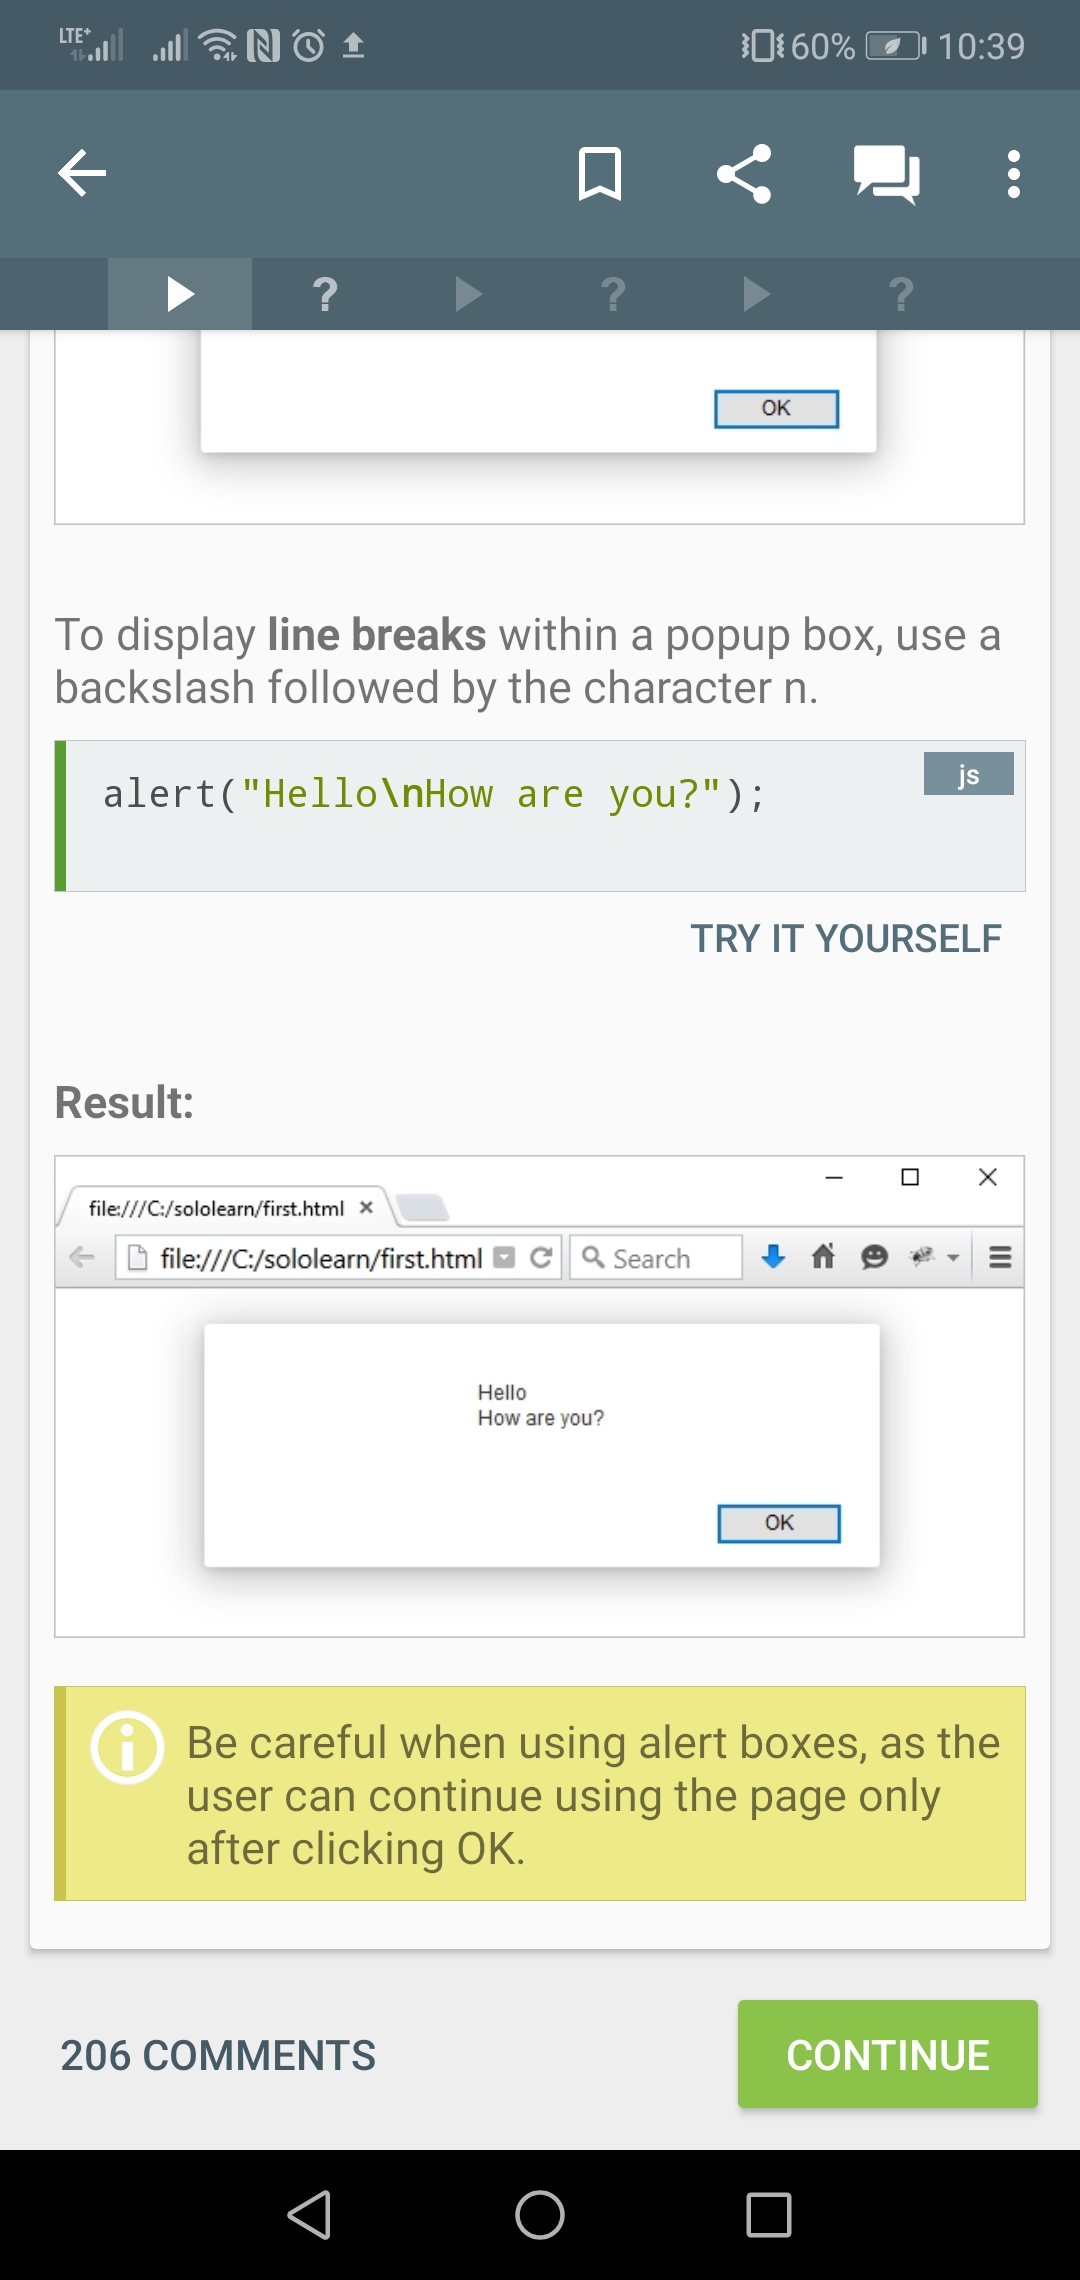 LTE+ 60% 10:39
? ? ?
OK
To display line breaks within a popup box, use a
backslash followed by the character n.
js
alert("Hello\nHow are you?");
TRY IT YOURSELF
Result:
file:///C:/sololearn/first.html
file:///C:/sololearn/first.html Search
Hello
How are you?
OK
Be careful when using alert boxes, as the
user can continue using the page only
after clicking OK.
206 COMMENTS CONTINUE